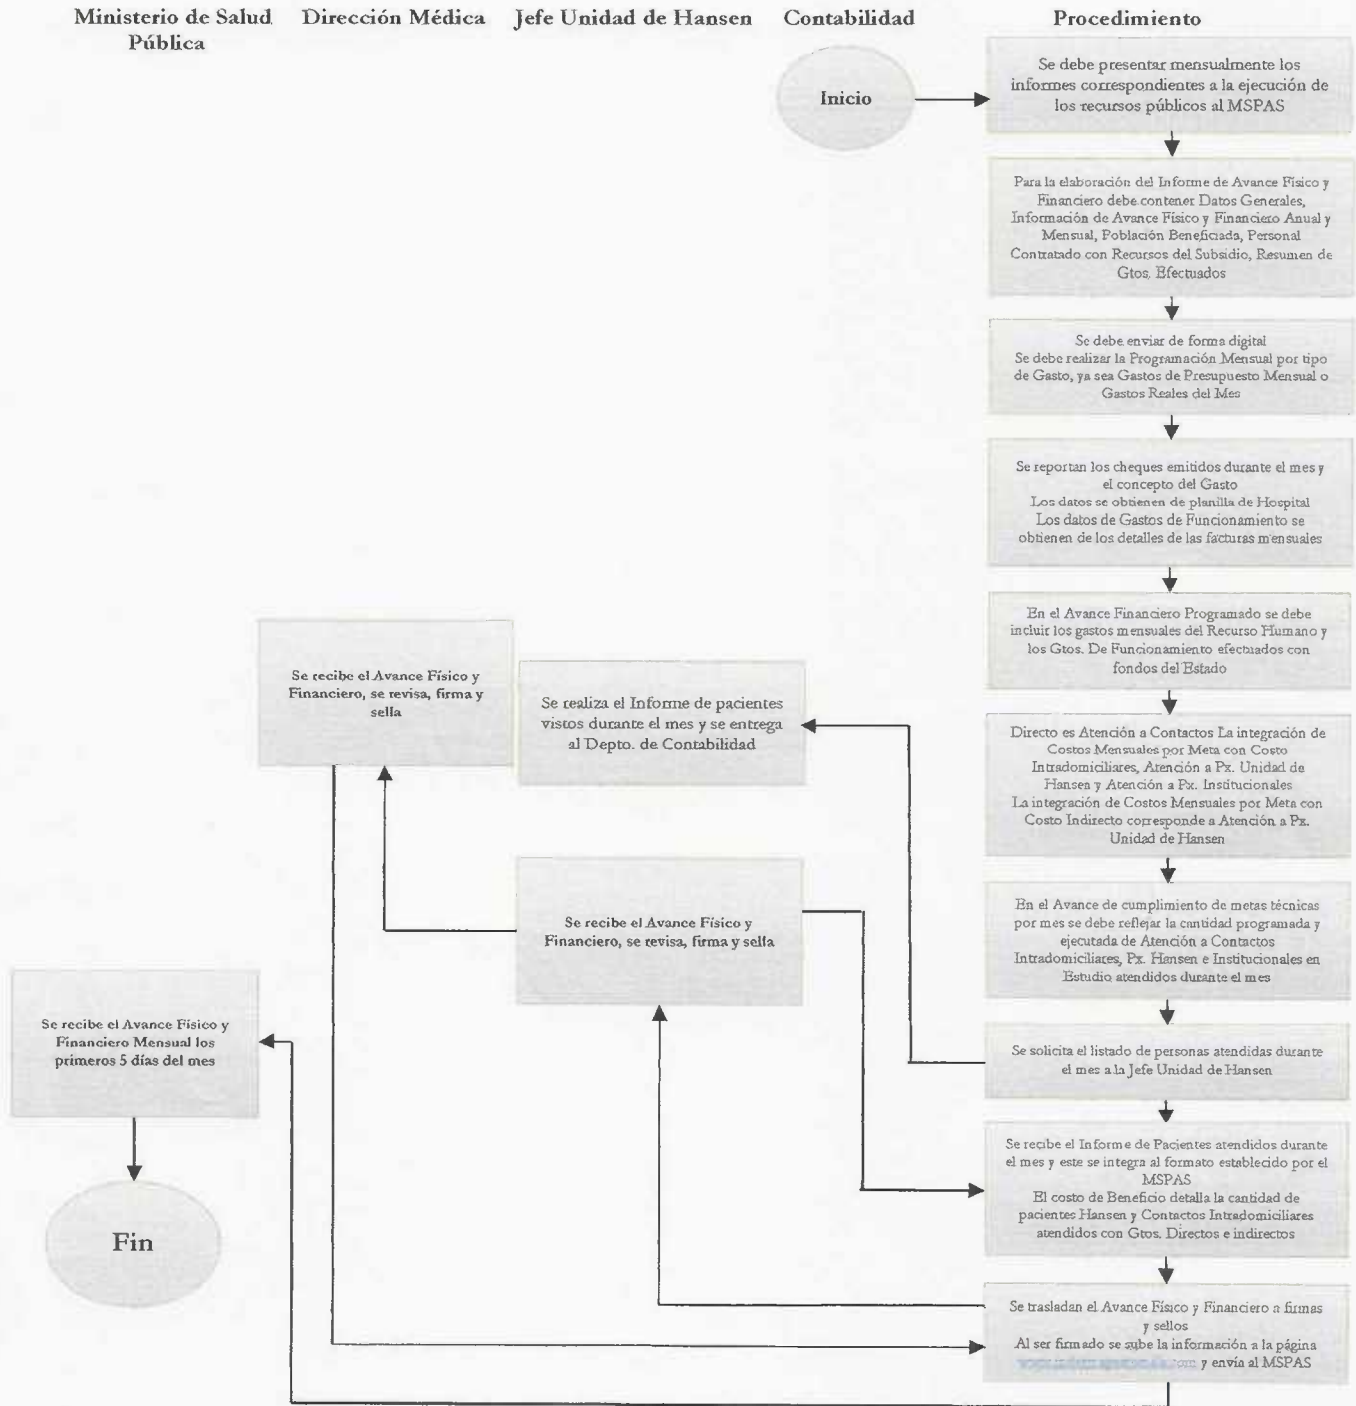 Ministerio de Salud
Pública
Dirección Médica
Jefe Unidad de Hansen
Contabilidad
Procedimiento
Inicio
Se debe presentar mensualmente los
informes correspondientes a la ejecución de
los recursos públicos al MSPAS
Para la elaboración del Informe de Avance Físico y
Financiero debe contener Datos Generales,
Información de Avance Físico y Financiero Anual y
Mensual, Población Beneficiada, Personal
Contratado con Recursos del Subsidio, Resumen de
Gtos. Efectuados
Se debe enviar de forma digital
Se debe realizar la Programación Mensual por tipo
de Gasto, ya sea Gastos de Presupuesto Mensual o
Gastos Reales del Mes
Se reportan los cheques emitidos durante el mes y
el concepto del Gasto
Los datos se obtienen de planilla de Hospital
Los datos de Gastos de Funcionamiento se
obtienen de los detalles de las facturas mensuales
En el Avance Financiero Programado se debe
incluir los gastos mensuales del Recurso Humano y
los Gtos. De Funcionamiento efectuados con
fondos del Estado
Directo es Atención a Contactos La integración de
Costos Mensuales por Meta con Costo
Intradomiciliares, Atención a Px. Unidad de
Hansen y Atención a Px. Institucionales
La integración de Costos Mensuales por Meta con
Costo Indirecto corresponde a Atención a Px.
Unidad de Hansen
En el Avance de cumplimiento de metas técnicas
por mes se debe reflejar la cantidad programada y
ejecutada de Atención a Contactos
Intradomiciliares, Px. Hansen e Institucionales en
Estudio atendidos durante el mes
Se solicita el listado de personas atendidas durante
el mes a la Jefe Unidad de Hansen
Se realiza el Informe de pacientes
vistos durante el mes y se entrega
al Depto. de Contabilidad
Se recibe el Informe de Pacientes atendidos durante
el mes y este se integra al formato establecido por el
MSPAS
El costo de Beneficio detalla la cantidad de
pacientes Hansen y Contactos Intradomiciliares
atendidos con Gtos. Directos e indirectos
Se trasladan el Avance Físico y Financiero a firmas
y sellos
Al ser firmado se sube la información a la página
.com y envía al MSPAS
Se recibe el Avance Físico y
Financiero, se revisa, firma y sella
Se recibe el Avance Físico y
Financiero, se revisa, firma y
sella
Se recibe el Avance Físico y
Financiero Mensual los
primeros 5 días del mes
Fin